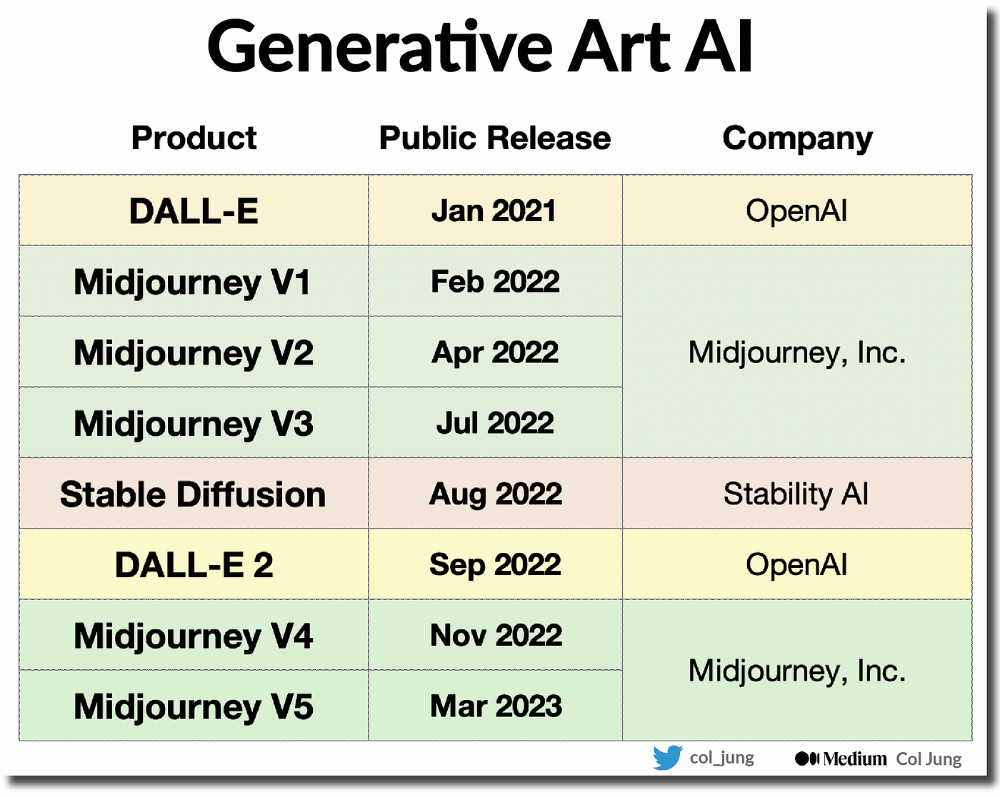 Generative Art AI
Product Public Release Company
DALL-E Jan 2021 OpenAI
Midjourney V1 Feb 2022
Midjourney V2 Apr 2022 Midjourney, Inc.
Midjourney V3 Jul 2022
Stable Diffusion Aug 2022 Stability AI
DALL-E 2 Sep 2022 OpenAI
Midjourney V4 Nov 2022
Midjourney, Inc.
Midjourney V5 Mar 2023
col_jung Medium Col Jung